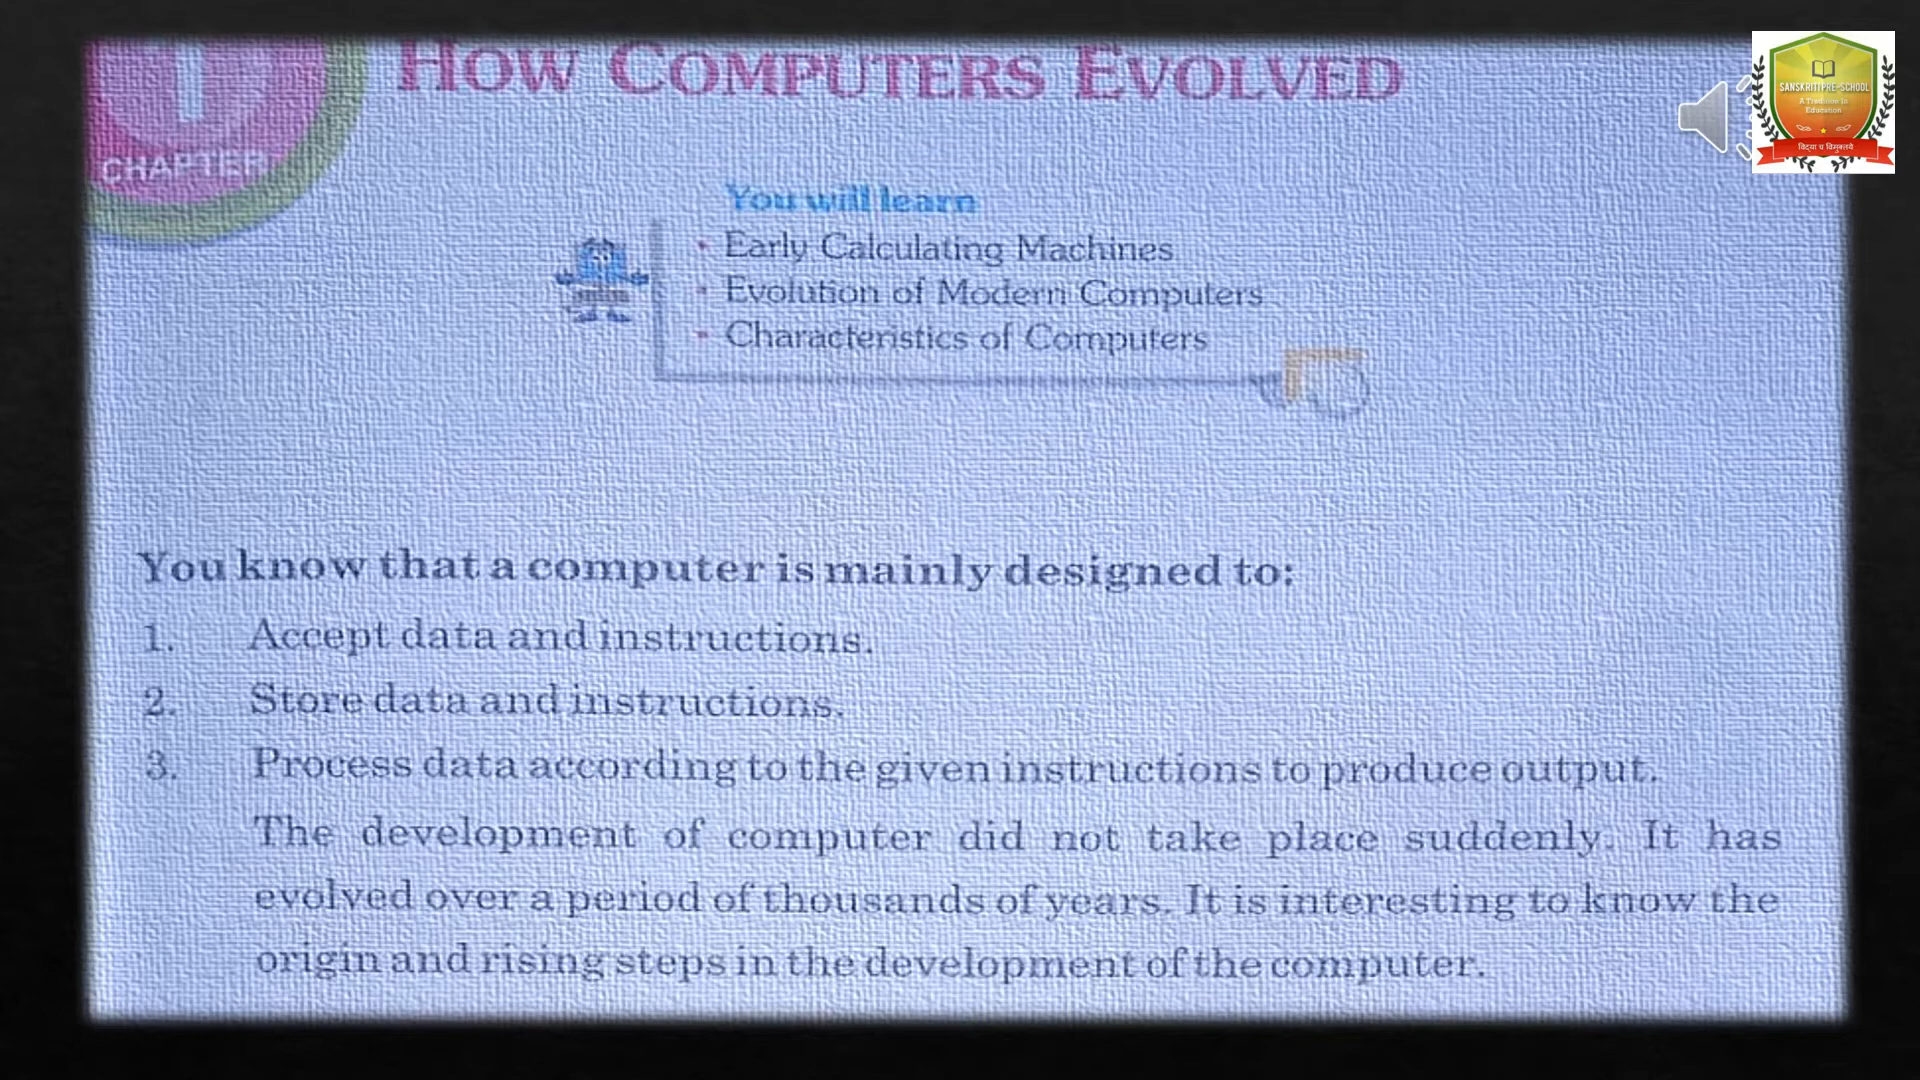 1
CHAPTER
HOW COMPUTERS EVOLVED
SANSKRITI PRE-SCHOOL
A Treasure in
Education
विद्या च विमुक्तये
You will learn
• Early Calculating Machines
• Evolution of Modern Computers
• Characteristics of Computers
You know that a computer is mainly designed to:
1. Accept data and instructions.
2. Store data and instructions.
3. Process data according to the given instructions to produce output.
The development of computer did not take place suddenly. It has
evolved over a period of thousands of years. It is interesting to know the
origin and rising steps in the development of the computer.